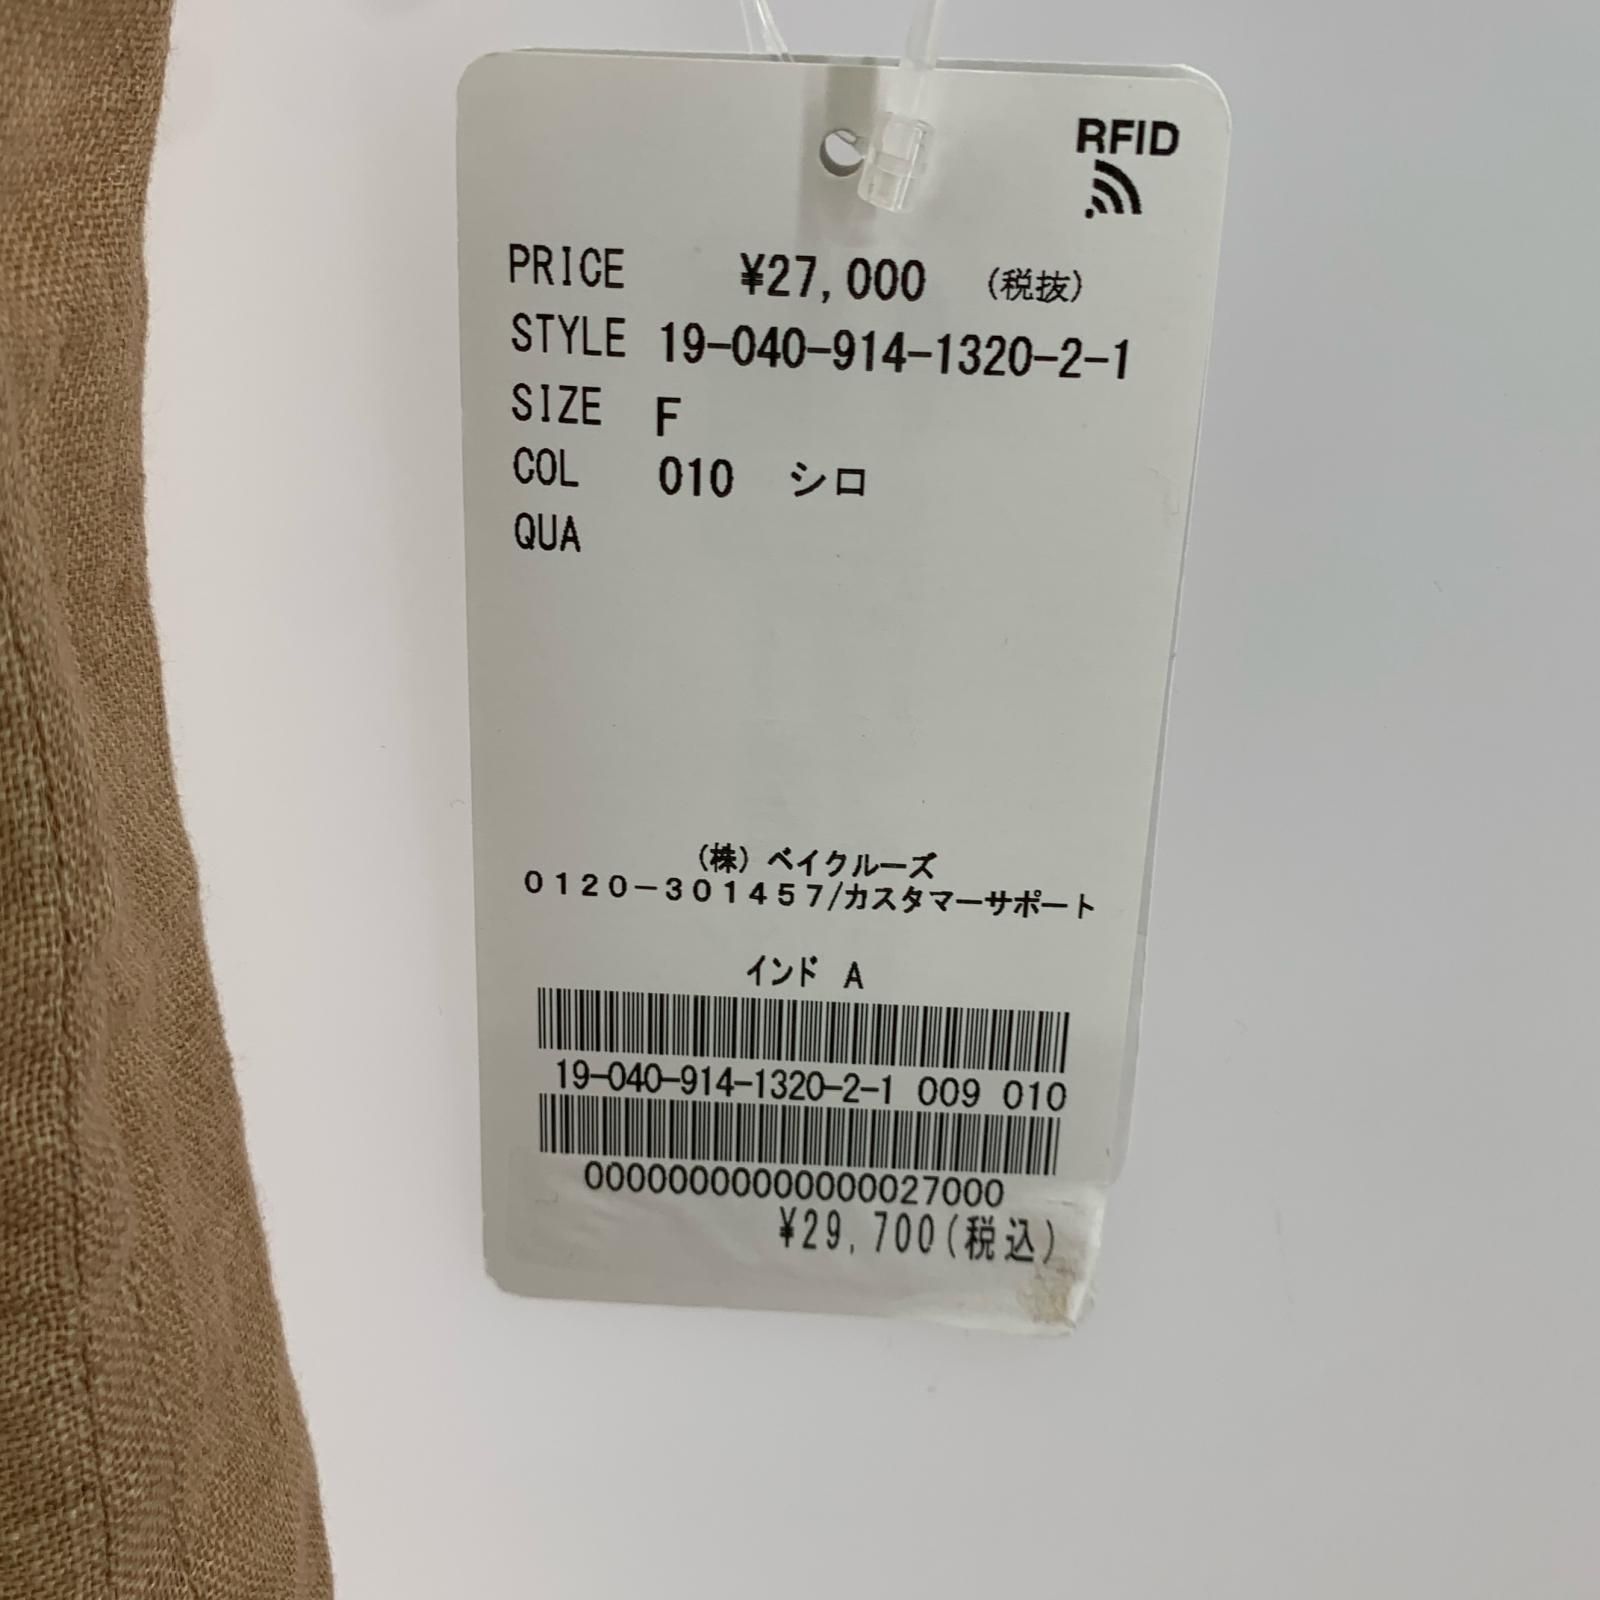 RFID
PRICE ¥27,000 (税抜)
STYLE 19-040-914-1320-2-1
SIZE F
COL 010 シロ
QUA
(株) ベイクルーズ
0120-301457/カスタマーサポート
インド A
19-040-914-1320-2-1 009 010
00000000000000027000
¥29,700(税込)